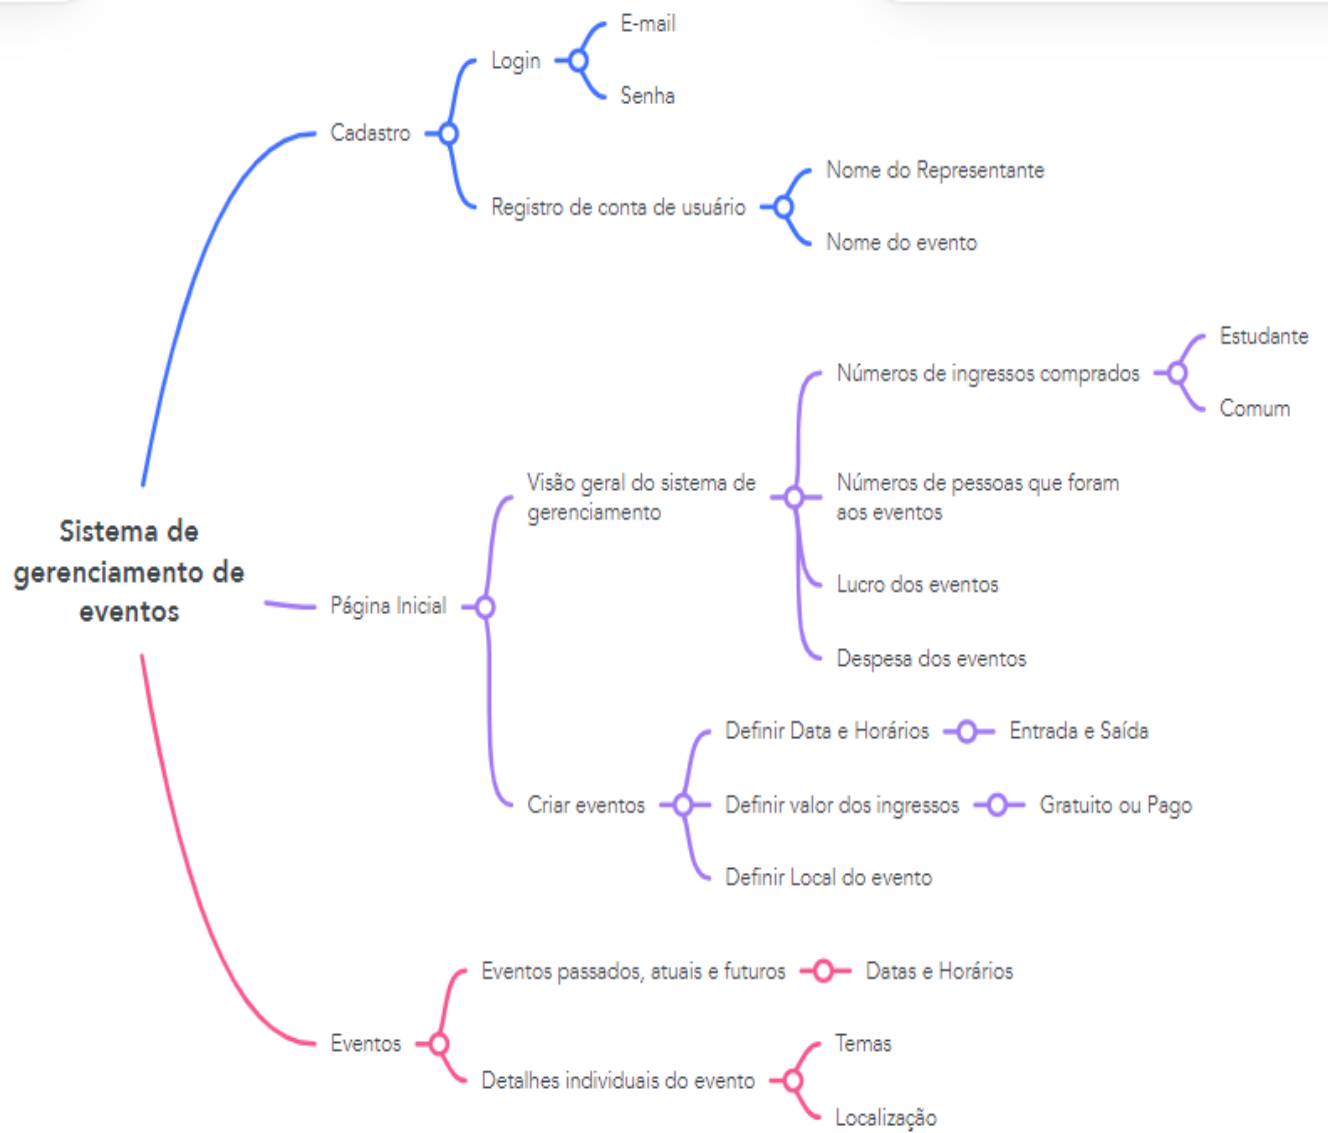 Sistema de
gerenciamento de
eventos
Cadastro
Login
E-mail
Senha
Registro de conta de usuário
Nome do Representante
Nome do evento
Página Inicial
Visão geral do sistema de
gerenciamento
Números de ingressos comprados
Estudante
Comum
Números de pessoas que foram
aos eventos
Lucro dos eventos
Despesa dos eventos
Criar eventos
Definir Data e Horários
Entrada e Saída
Definir valor dos ingressos
Gratuito ou Pago
Definir Local do evento
Eventos
Eventos passados, atuais e futuros
Datas e Horários
Detalhes individuais do evento
Temas
Localização